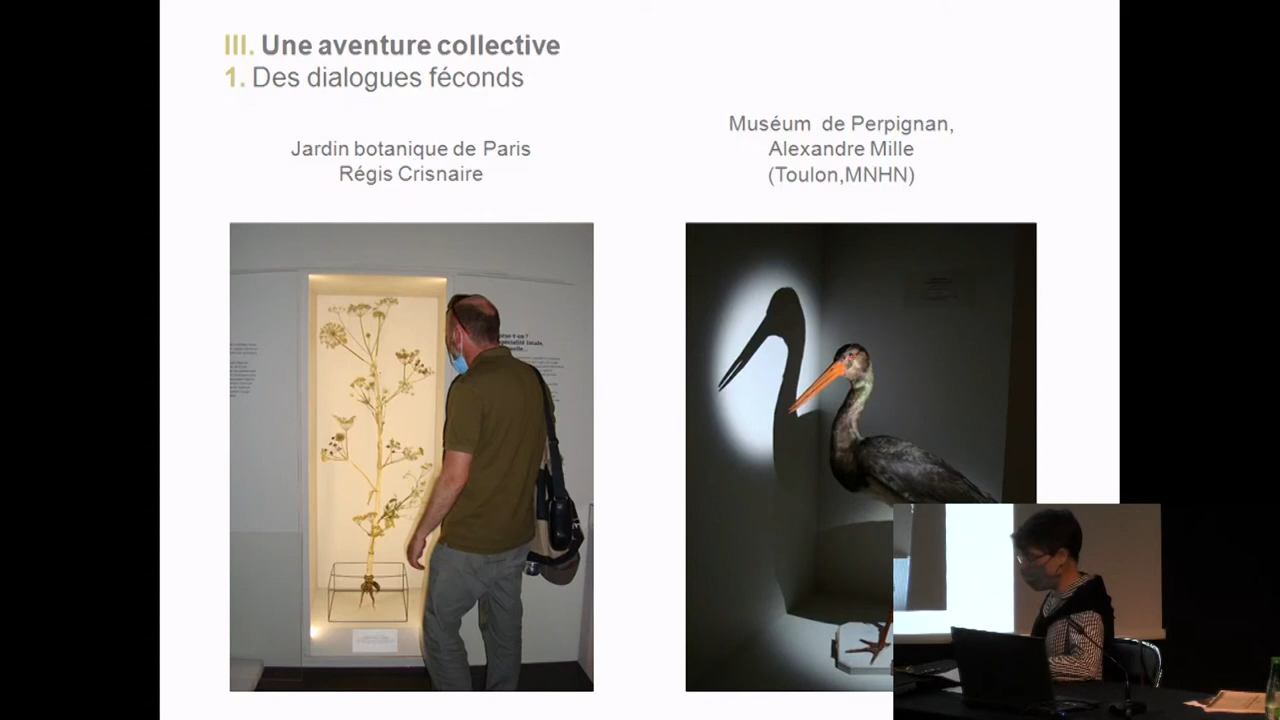 III. Une aventure collective
1. Des dialogues féconds
Jardin botanique de Paris
Régis Crisnaire
Muséum de Perpignan,
Alexandre Mille
(Toulon,MNHN)